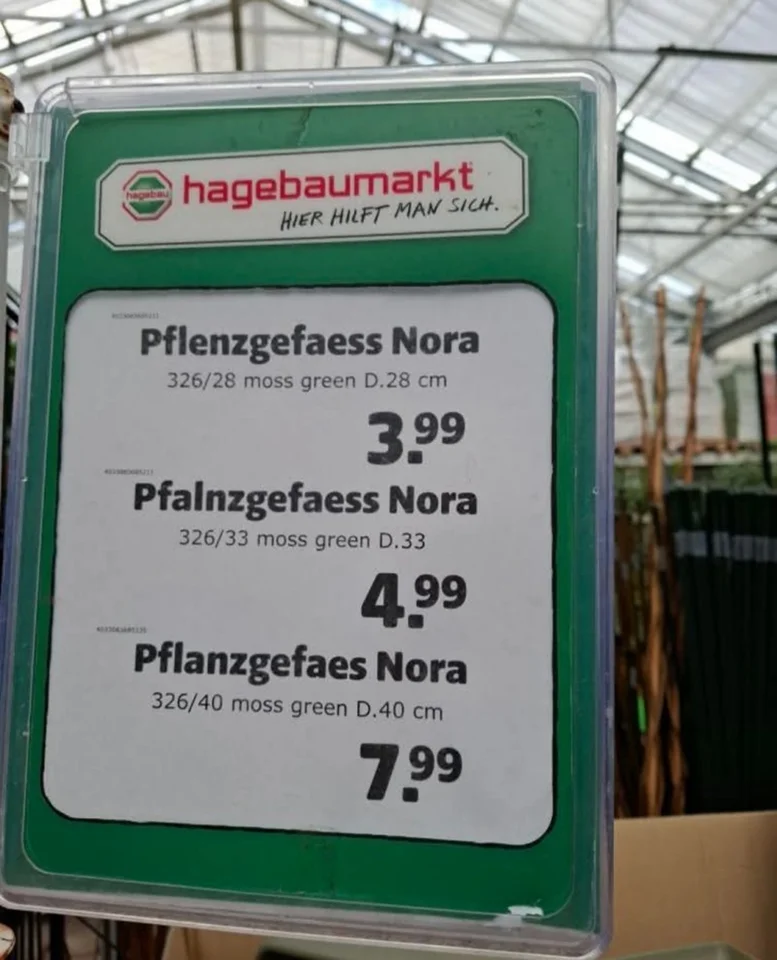 hagebau
hagebaumarkt
HIER HILFT MAN SICH.
Pflenzgefaess Nora
326/28 moss green D.28 cm
3.99
Pfalnzgefaess Nora
326/33 moss green D.33
4.99
Pflanzgefaes Nora
326/40 moss green D.40 cm
7.99